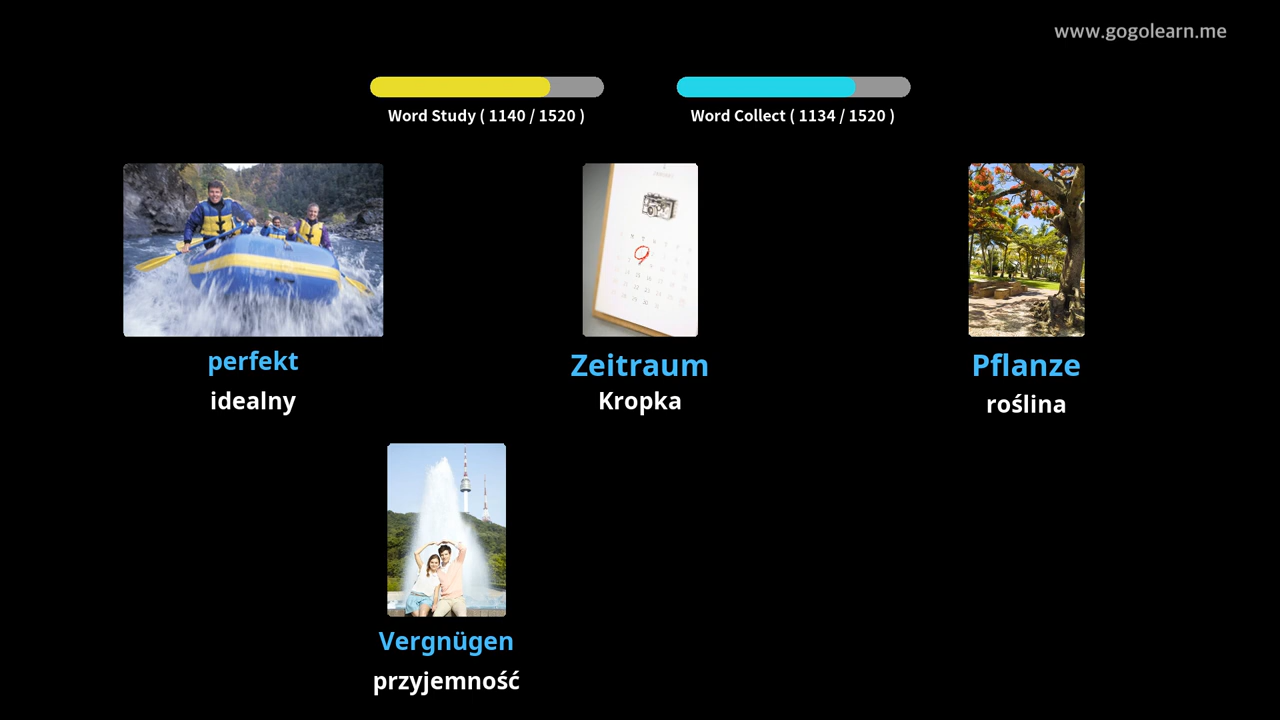 www.gogolearn.me
Word Study ( 1140 / 1520 )
Word Collect ( 1134 / 1520 )
perfekt
idealny
Zeitraum
Kropka
Pflanze
roślina
Vergnügen
przyjemność